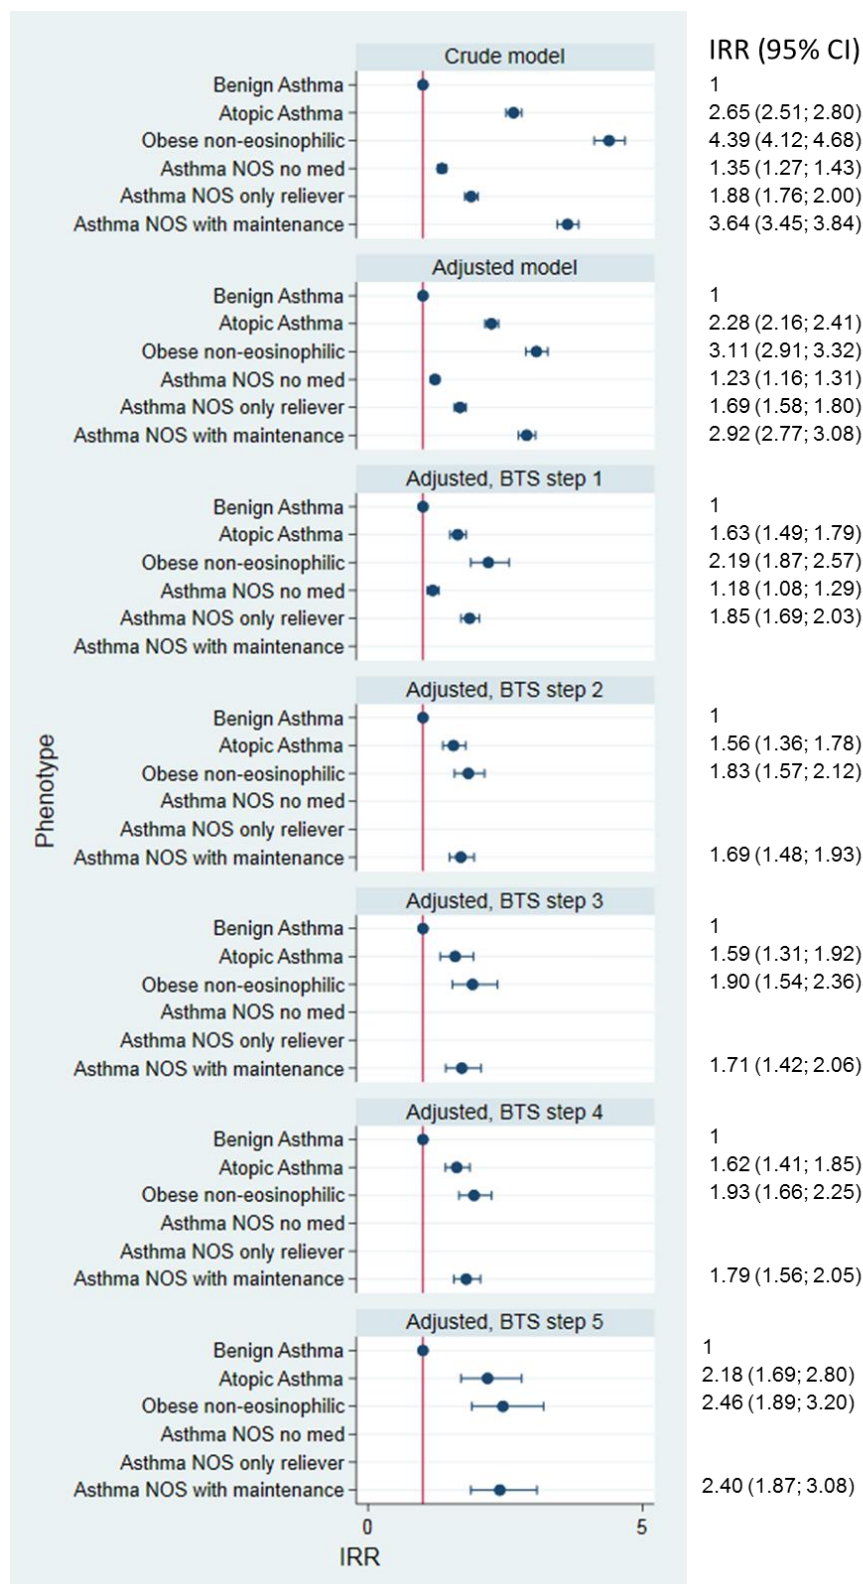 IRR (95% CI)
Crude model
Benign Asthma 1
Atopic Asthma 2.65 (2.51; 2.80)
Obese non-eosinophilic 4.39 (4.12; 4.68)
Asthma NOS no med 1.35 (1.27; 1.43)
Asthma NOS only reliever 1.88 (1.76; 2.00)
Asthma NOS with maintenance 3.64 (3.45; 3.84)
Adjusted model
Benign Asthma 1
Atopic Asthma 2.28 (2.16; 2.41)
Obese non-eosinophilic 3.11 (2.91; 3.32)
Asthma NOS no med 1.23 (1.16; 1.31)
Asthma NOS only reliever 1.69 (1.58; 1.80)
Asthma NOS with maintenance 2.92 (2.77; 3.08)
Adjusted, BTS step 1
Benign Asthma 1
Atopic Asthma 1.63 (1.49; 1.79)
Obese non-eosinophilic 2.19 (1.87; 2.57)
Asthma NOS no med 1.18 (1.08; 1.29)
Asthma NOS only reliever 1.85 (1.69; 2.03)
Asthma NOS with maintenance
Phenotype
Adjusted, BTS step 2
Benign Asthma 1
Atopic Asthma 1.56 (1.36; 1.78)
Obese non-eosinophilic 1.83 (1.57; 2.12)
Asthma NOS no med
Asthma NOS only reliever
Asthma NOS with maintenance 1.69 (1.48; 1.93)
Adjusted, BTS step 3
Benign Asthma 1
Atopic Asthma 1.59 (1.31; 1.92)
Obese non-eosinophilic 1.90 (1.54; 2.36)
Asthma NOS no med
Asthma NOS only reliever
Asthma NOS with maintenance 1.71 (1.42; 2.06)
Adjusted, BTS step 4
Benign Asthma 1
Atopic Asthma 1.62 (1.41; 1.85)
Obese non-eosinophilic 1.93 (1.66; 2.25)
Asthma NOS no med
Asthma NOS only reliever
Asthma NOS with maintenance 1.79 (1.56; 2.05)
Adjusted, BTS step 5
Benign Asthma 1
Atopic Asthma 2.18 (1.69; 2.80)
Obese non-eosinophilic 2.46 (1.89; 3.20)
Asthma NOS no med
Asthma NOS only reliever
Asthma NOS with maintenance 2.40 (1.87; 3.08)
0 5
IRR